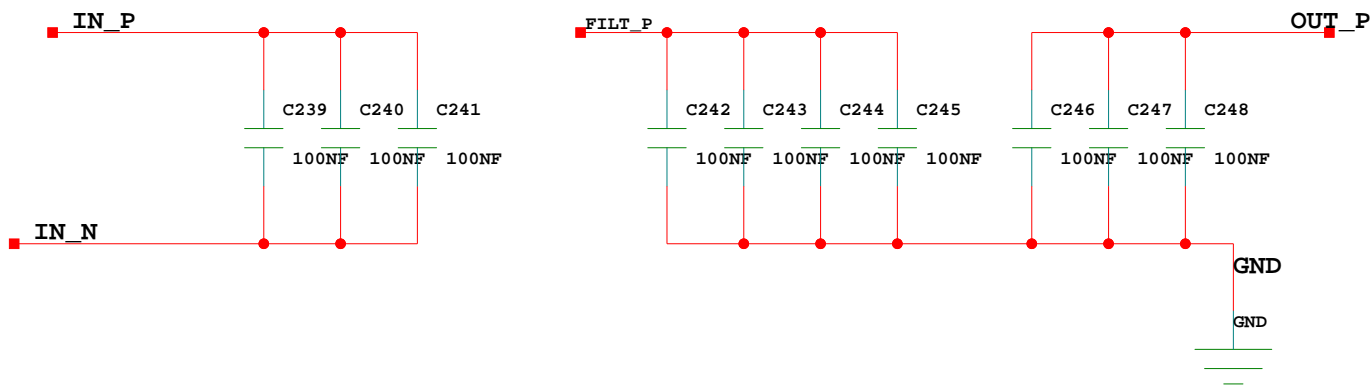 IN_P
FILT_P
OUT_P
C239
C240
C241
C242
C243
C244
C245
C246
C247
C248
100NF
100NF
100NF
100NF
100NF
100NF
100NF
100NF
100NF
100NF
IN_N
GND
GND